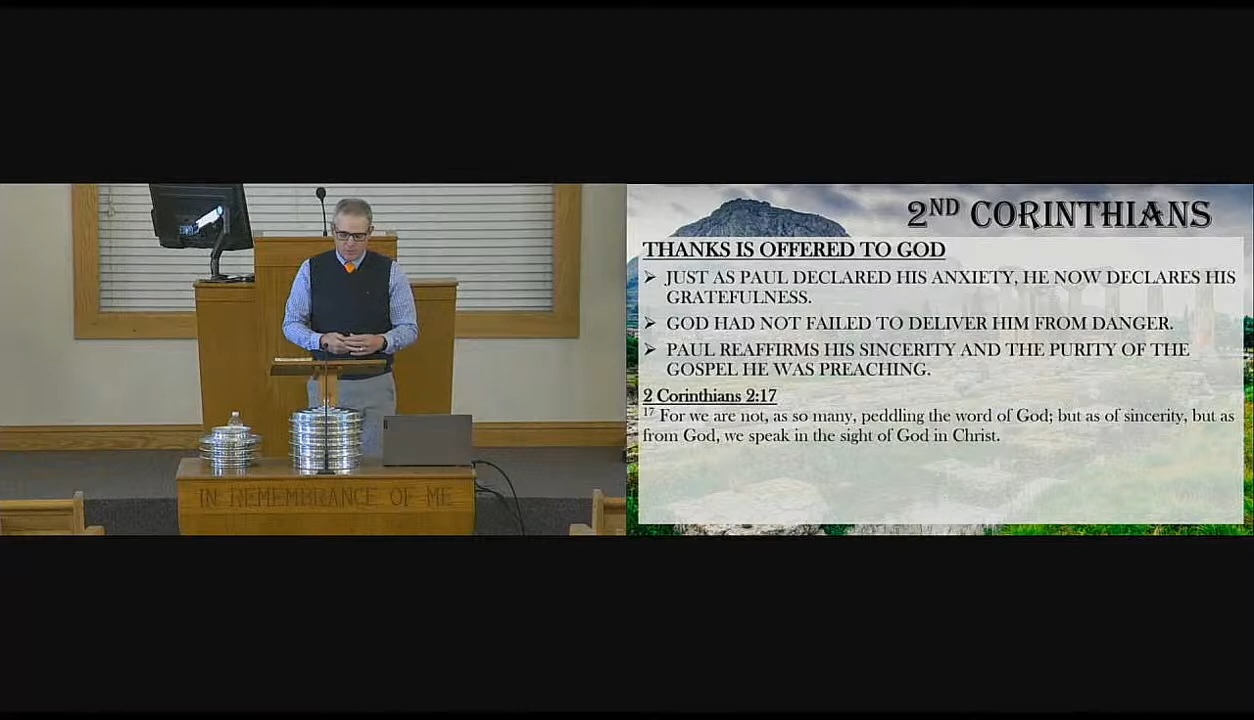 2ND CORINTHIANS
THANKS IS OFFERED TO GOD
➢ JUST AS PAUL DECLARED HIS ANXIETY, HE NOW DECLARES HIS
GRATEFULNESS.
➢ GOD HAD NOT FAILED TO DELIVER HIM FROM DANGER.
➢ PAUL REAFFIRMS HIS SINCERITY AND THE PURITY OF THE
GOSPEL HE WAS PREACHING.
2 Corinthians 2:17
17 For we are not, as so many, peddling the word of God; but as of sincerity, but as
from God, we speak in the sight of God in Christ.
IN REMEMBRANCE OF ME